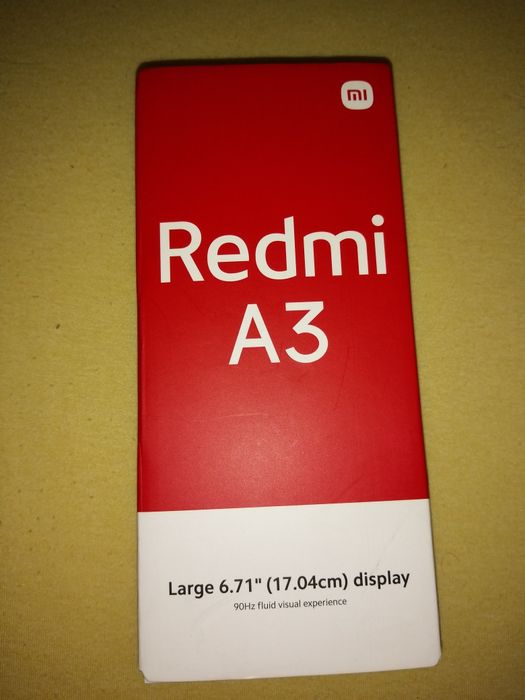 mi
Redmi
A3
Large 6.71" (17.04cm) display
90Hz fluid visual experience